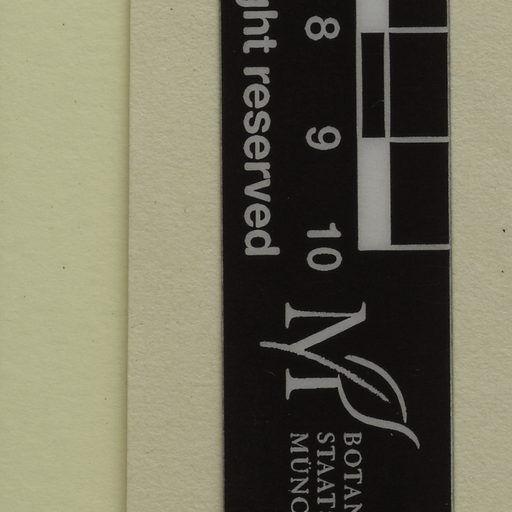 ght reserved
8
9
10
M
BOTAN
STAAT
MÜNC